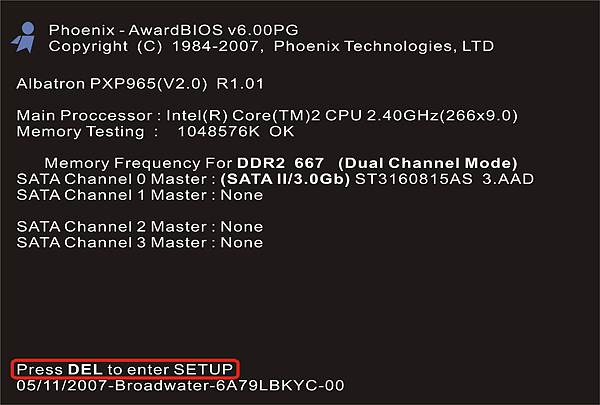 Phoenix - AwardBIOS v6.00PG
Copyright (C) 1984-2007, Phoenix Technologies, LTD
Albatron PXP965(V2.0) R1.01
Main Proccessor : Intel(R) Core(TM)2 CPU 2.40GHz(266x9.0)
Memory Testing : 1048576K OK
Memory Frequency For DDR2 667 (Dual Channel Mode)
SATA Channel 0 Master : (SATA II/3.0Gb) ST3160815AS 3.AAD
SATA Channel 1 Master : None
SATA Channel 2 Master : None
SATA Channel 3 Master : None
Press DEL to enter SETUP
05/11/2007-Broadwater-6A79LBKYC-00